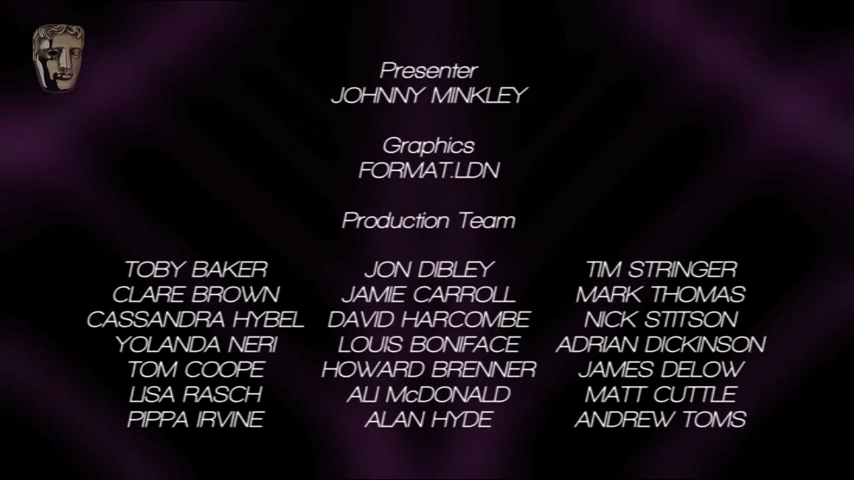 Presenter
JOHNNY MINKLEY
Graphics
FORMAT.LDN
Production Team
TOBY BAKER JON DIBLEY TIM STRINGER
CLARE BROWN JAMIE CARROLL MARK THOMAS
CASSANDRA HYBEL DAVID HARCOMBE NICK STITSON
YOLANDA NERI LOUIS BONIFACE ADRIAN DICKINSON
TOM COOPE HOWARD BRENNER JAMES DELOW
LISA RASCH ALI McDONALD MATT CUTTLE
PIPPA IRVINE ALAN HYDE ANDREW TOMS